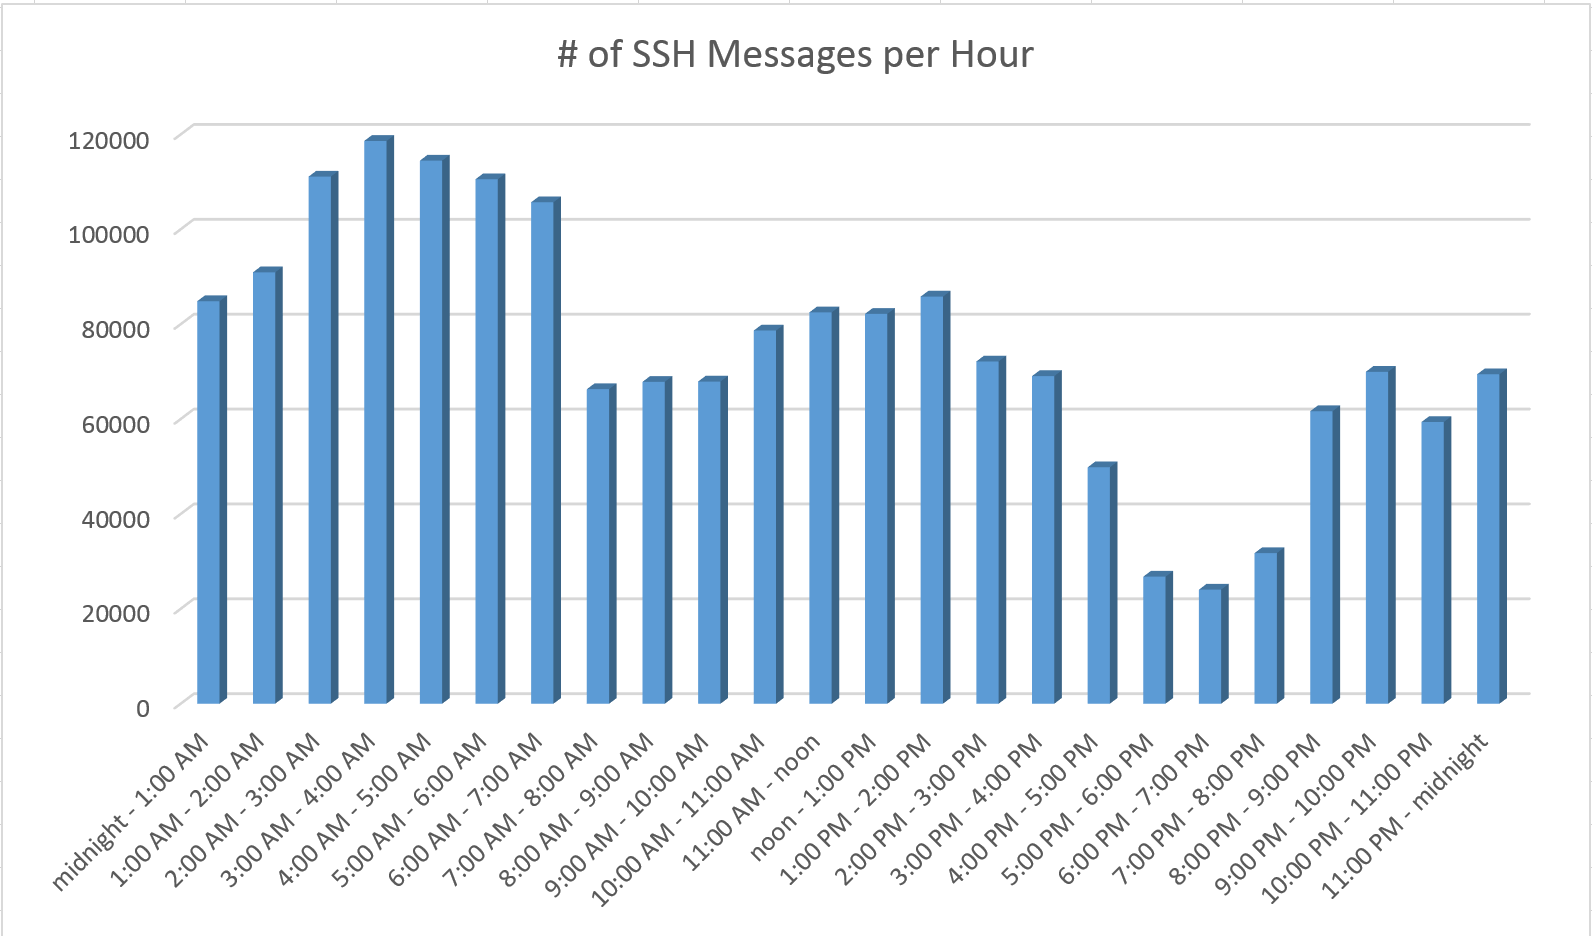 # of SSH Messages per Hour
120000
100000
80000
60000
40000
20000
0
midnight - 1:00 AM
1:00 AM - 2:00 AM
2:00 AM - 3:00 AM
3:00 AM - 4:00 AM
4:00 AM - 5:00 AM
5:00 AM - 6:00 AM
6:00 AM - 7:00 AM
7:00 AM - 8:00 AM
8:00 AM - 9:00 AM
9:00 AM - 10:00 AM
10:00 AM - 11:00 AM
11:00 AM - noon
noon - 1:00 PM
1:00 PM - 2:00 PM
2:00 PM - 3:00 PM
3:00 PM - 4:00 PM
4:00 PM - 5:00 PM
5:00 PM - 6:00 PM
6:00 PM - 7:00 PM
7:00 PM - 8:00 PM
8:00 PM - 9:00 PM
9:00 PM - 10:00 PM
10:00 PM - 11:00 PM
11:00 PM - midnight